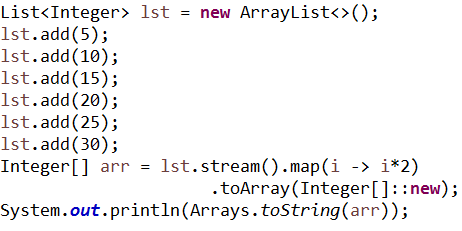 List<Integer> lst = new ArrayList<>();
lst.add(5);
lst.add(10);
lst.add(15);
lst.add(20);
lst.add(25);
lst.add(30);
Integer[] arr = lst.stream().map(i -> i*2)
                     .toArray(Integer[]::new);
System.out.println(Arrays.toString(arr));